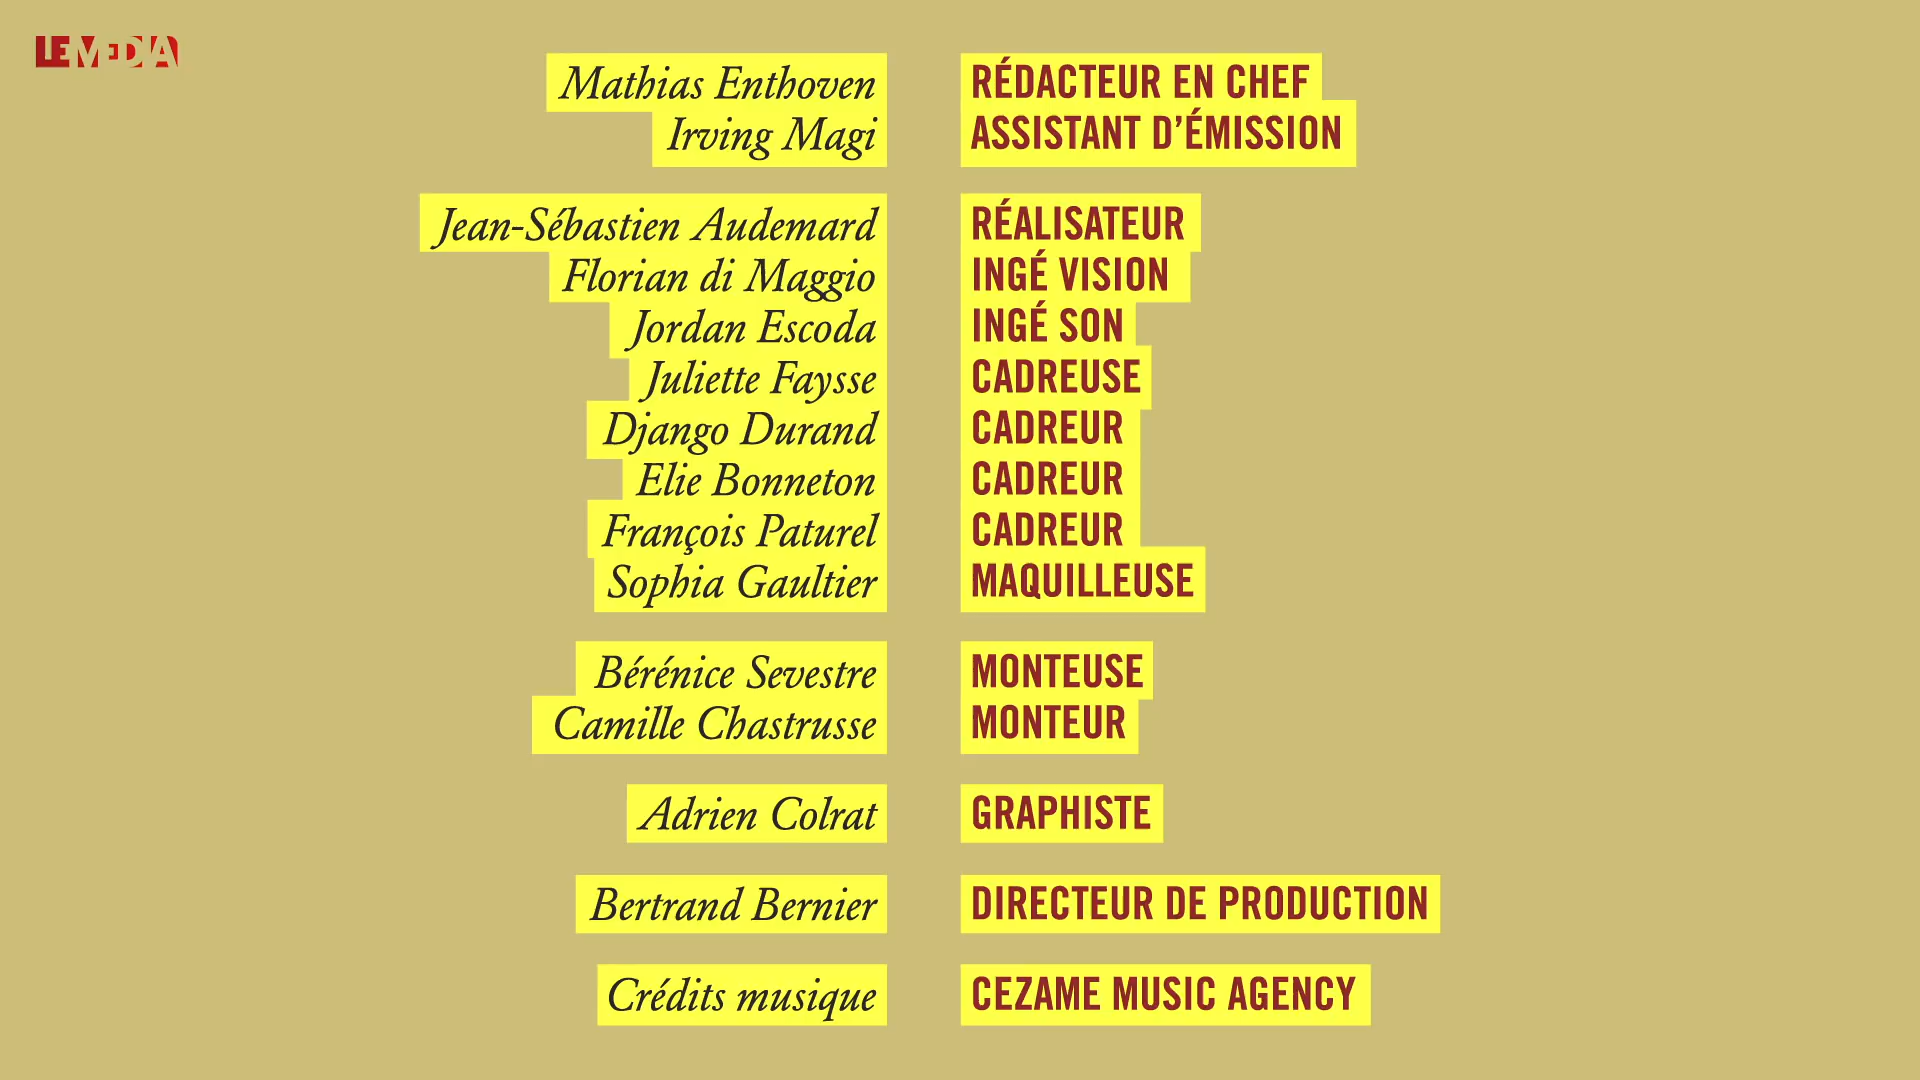 LE MEDIA
Mathias Enthoven RÉDACTEUR EN CHEF
Irving Magi ASSISTANT D’ÉMISSION
Jean-Sébastien Audemard RÉALISATEUR
Florian di Maggio INGÉ VISION
Jordan Escoda INGÉ SON
Juliette Faysse CADREUSE
Django Durand CADREUR
Elie Bonneton CADREUR
François Paturel CADREUR
Sophia Gaultier MAQUILLEUSE
Bérénice Sevestre MONTEUSE
Camille Chastrusse MONTEUR
Adrien Colrat GRAPHISTE
Bertrand Bernier DIRECTEUR DE PRODUCTION
Crédits musique CEZAME MUSIC AGENCY